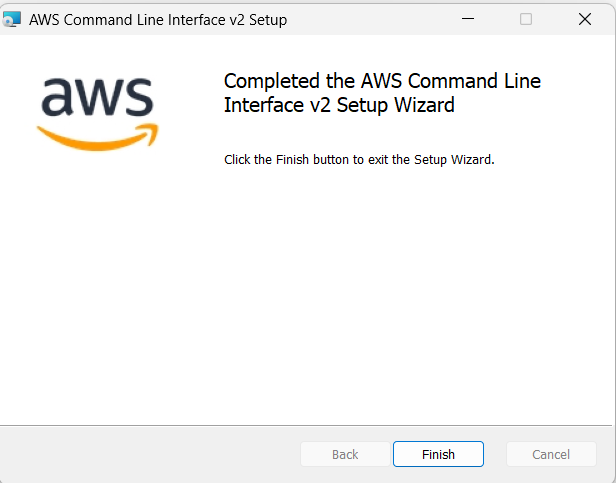 AWS Command Line Interface v2 Setup
aws
Completed the AWS Command Line
Interface v2 Setup Wizard
Click the Finish button to exit the Setup Wizard.
Back
Finish
Cancel